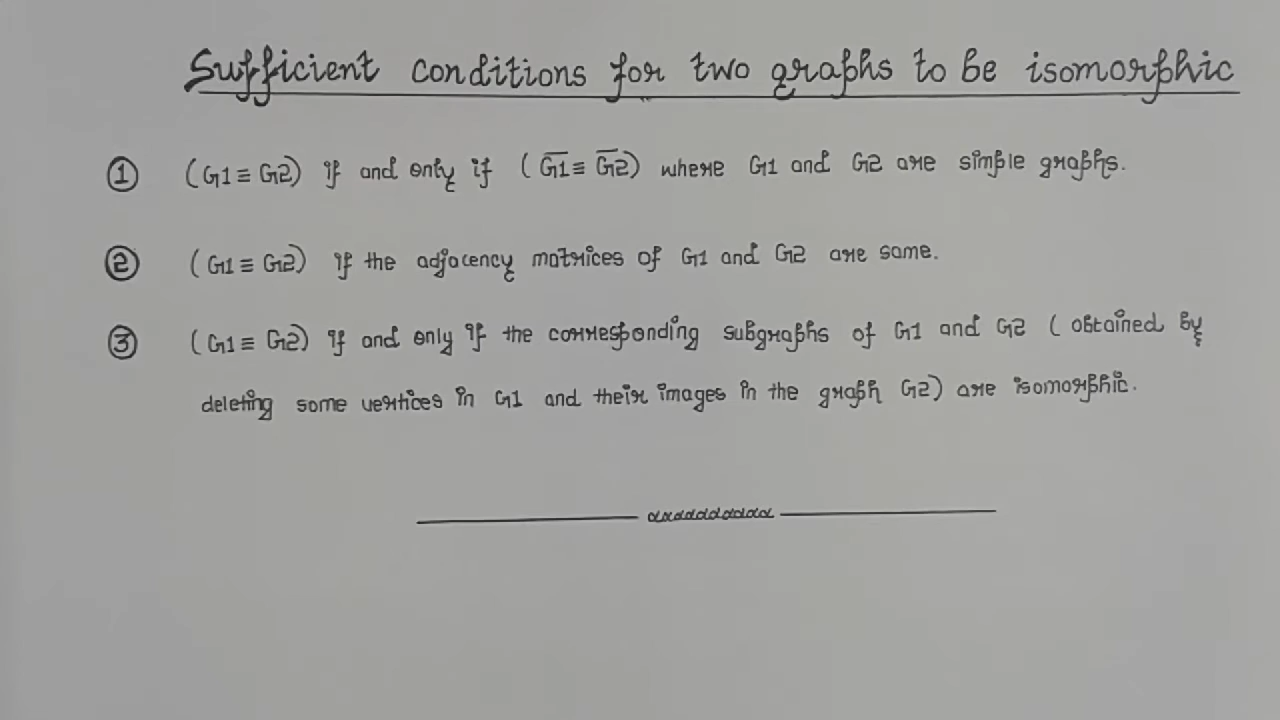 Sufficient conditions for two graphs to be isomorphic
① (G1 ≡ G2) if and only if ( G̅1̅ ≡ G̅2̅ ) where G1 and G2 are simple graphs.
② (G1 ≡ G2) if the adjacency matrices of G1 and G2 are same.
③ (G1 ≡ G2) if and only if the corresponding subgraphs of G1 and G2 ( obtained by
deleting some vertices in G1 and their images in the graph G2) are isomorphic.